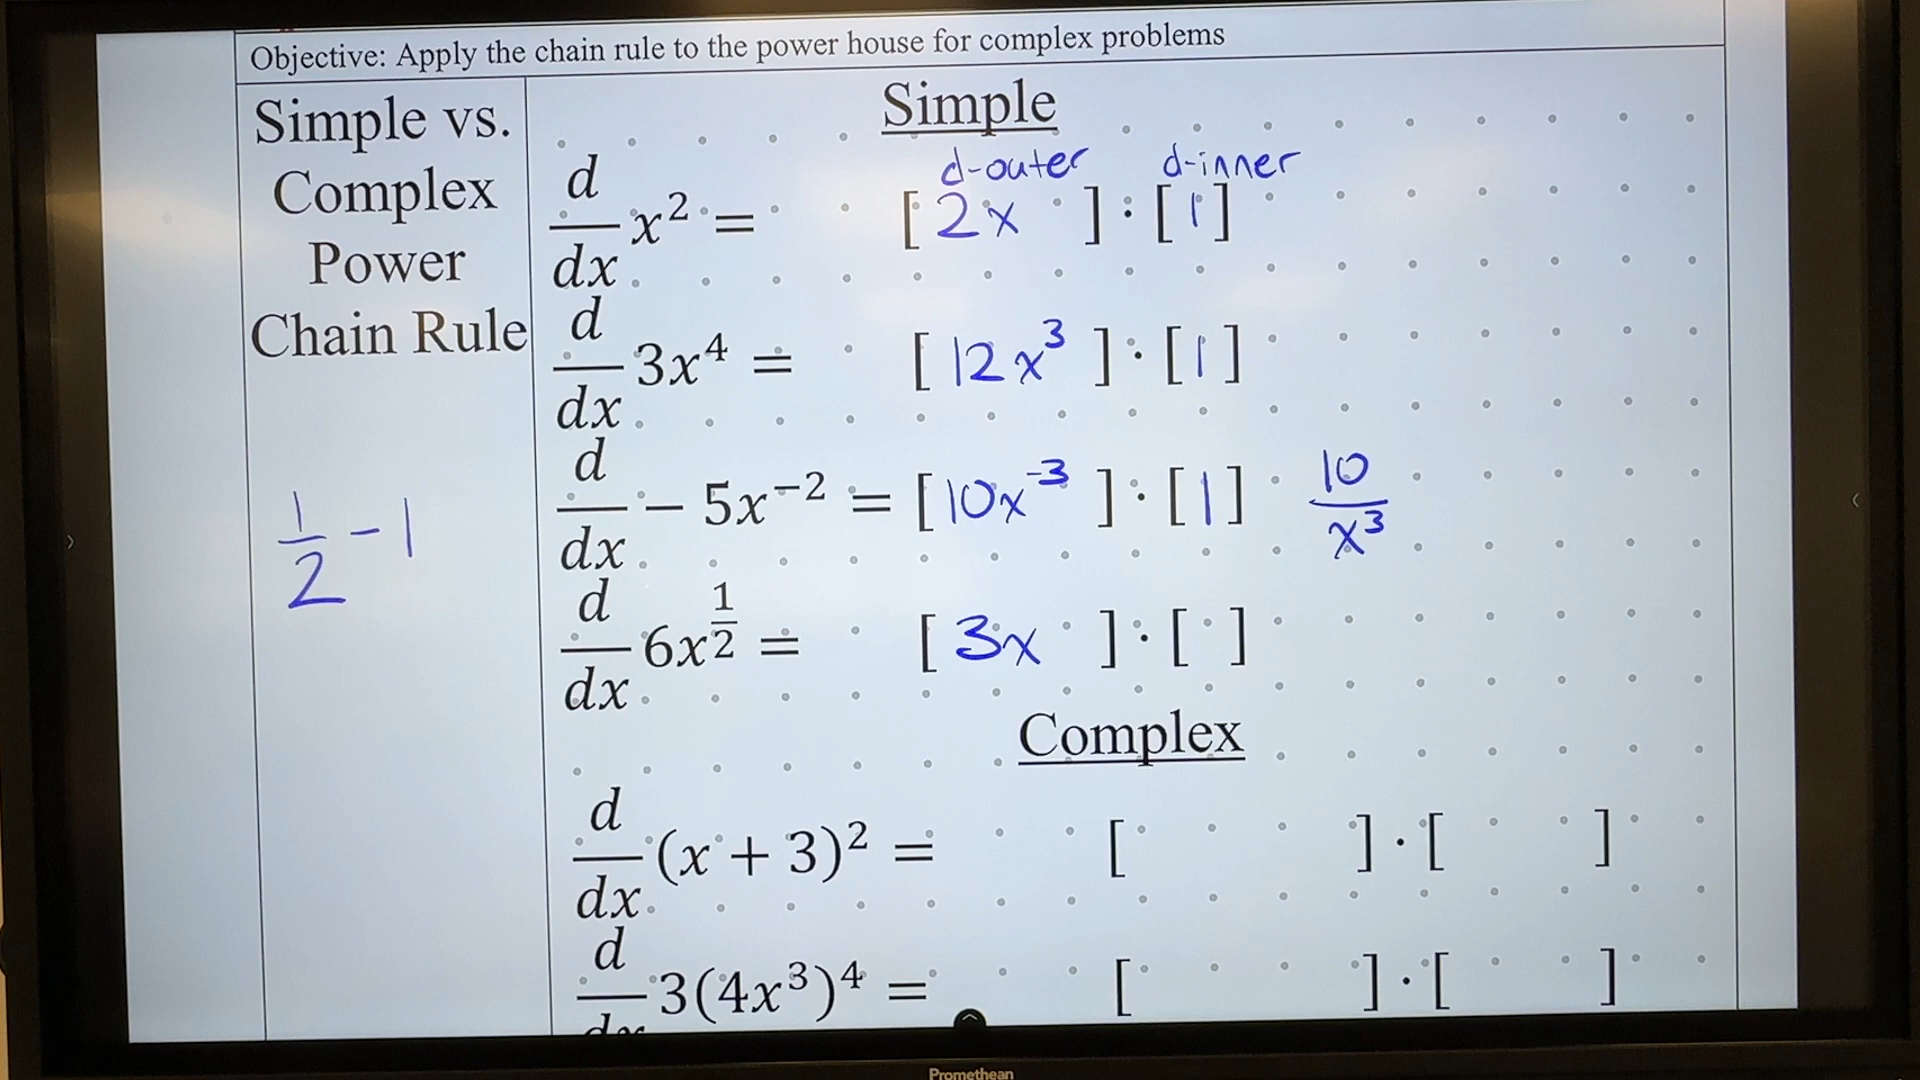 Objective: Apply the chain rule to the power house for complex problems
Simple vs.
Complex
Power
Chain Rule
1/2 - 1
Simple
d-outer d-inner
d/dx x² = [ 2x ] · [ 1 ]
d/dx 3x⁴ = [ 12x³ ] · [ 1 ]
d/dx − 5x⁻² = [ 10x⁻³ ] · [ 1 ] 10/x³
d/dx 6x^(1/2) = [ 3x ] · [ ]
Complex
d/dx (x + 3)² = [ ] · [ ]
d/dx 3(4x³)⁴ = [ ] · [ ]
Promethean